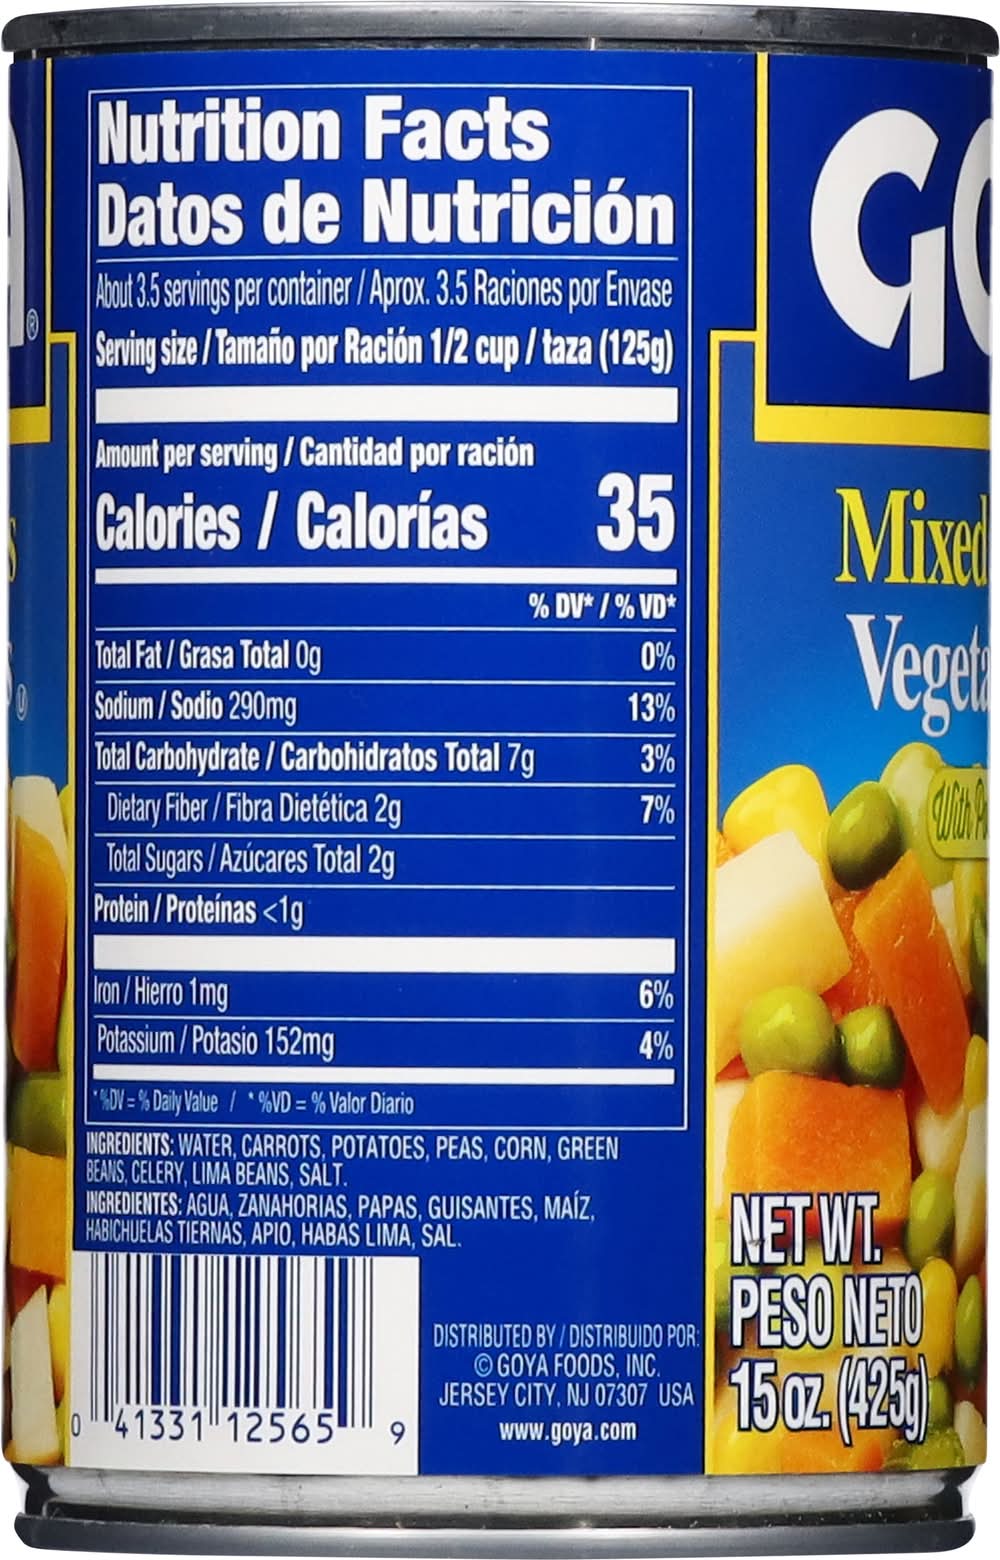 Nutrition Facts
Datos de Nutrición
About 3.5 servings per container / Aprox. 3.5 Raciones por Envase
Serving size / Tamaño por Ración 1/2 cup / taza (125g)
Amount per serving / Cantidad por ración
Calories / Calorías 35
% DV* / % VD*
Total Fat / Grasa Total 0g 0%
Sodium / Sodio 290mg 13%
Total Carbohydrate / Carbohidratos Total 7g 3%
Dietary Fiber / Fibra Dietética 2g 7%
Total Sugars / Azúcares Total 2g
Protein / Proteínas <1g
Iron / Hierro 1mg 6%
Potassium / Potasio 152mg 4%
*%DV = % Daily Value / *%VD = % Valor Diario
INGREDIENTS: WATER, CARROTS, POTATOES, PEAS, CORN, GREEN
BEANS, CELERY, LIMA BEANS, SALT.
INGREDIENTES: AGUA, ZANAHORIAS, PAPAS, GUISANTES, MAÍZ,
HABICHUELAS TIERNAS, APIO, HABAS LIMA, SAL.
0 41331 12565 9
DISTRIBUTED BY / DISTRIBUIDO POR:
© GOYA FOODS, INC.
JERSEY CITY, NJ 07307 USA
www.goya.com
GO
Mixed
Vegeta
With
NET WT.
PESO NETO
15 oz. (425g)